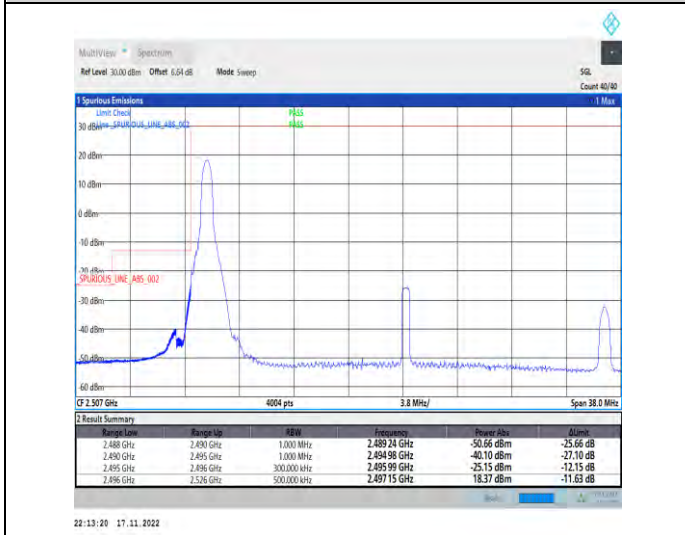 MultiView Spectrum
Ref Level 30.00 dBm Offset 6.64 dB Mode Sweep SGL
Count 40/40
1 Spurious Emissions 1 Max
Limit Check PASS
30 dBm Line _SPURIOUS_LINE_ABS_002 PASS
20 dBm
10 dBm
0 dBm
-10 dBm
-20 dBm
_SPURIOUS_LINE_ABS_002
-30 dBm
-40 dBm
-50 dBm
-60 dBm
CF 2.507 GHz 4004 pts 3.8 MHz/ Span 38.0 MHz
2 Result Summary
Range Low Range Up RBW Frequency Power Abs ΔLimit
2.488 GHz 2.490 GHz 1.000 MHz 2.489 24 GHz -50.66 dBm -25.66 dB
2.490 GHz 2.495 GHz 1.000 MHz 2.494 98 GHz -40.10 dBm -27.10 dB
2.495 GHz 2.496 GHz 300.000 kHz 2.495 99 GHz -25.15 dBm -12.15 dB
2.496 GHz 2.526 GHz 500.000 kHz 2.497 15 GHz 18.37 dBm -11.63 dB
22:13:20 17.11.2022